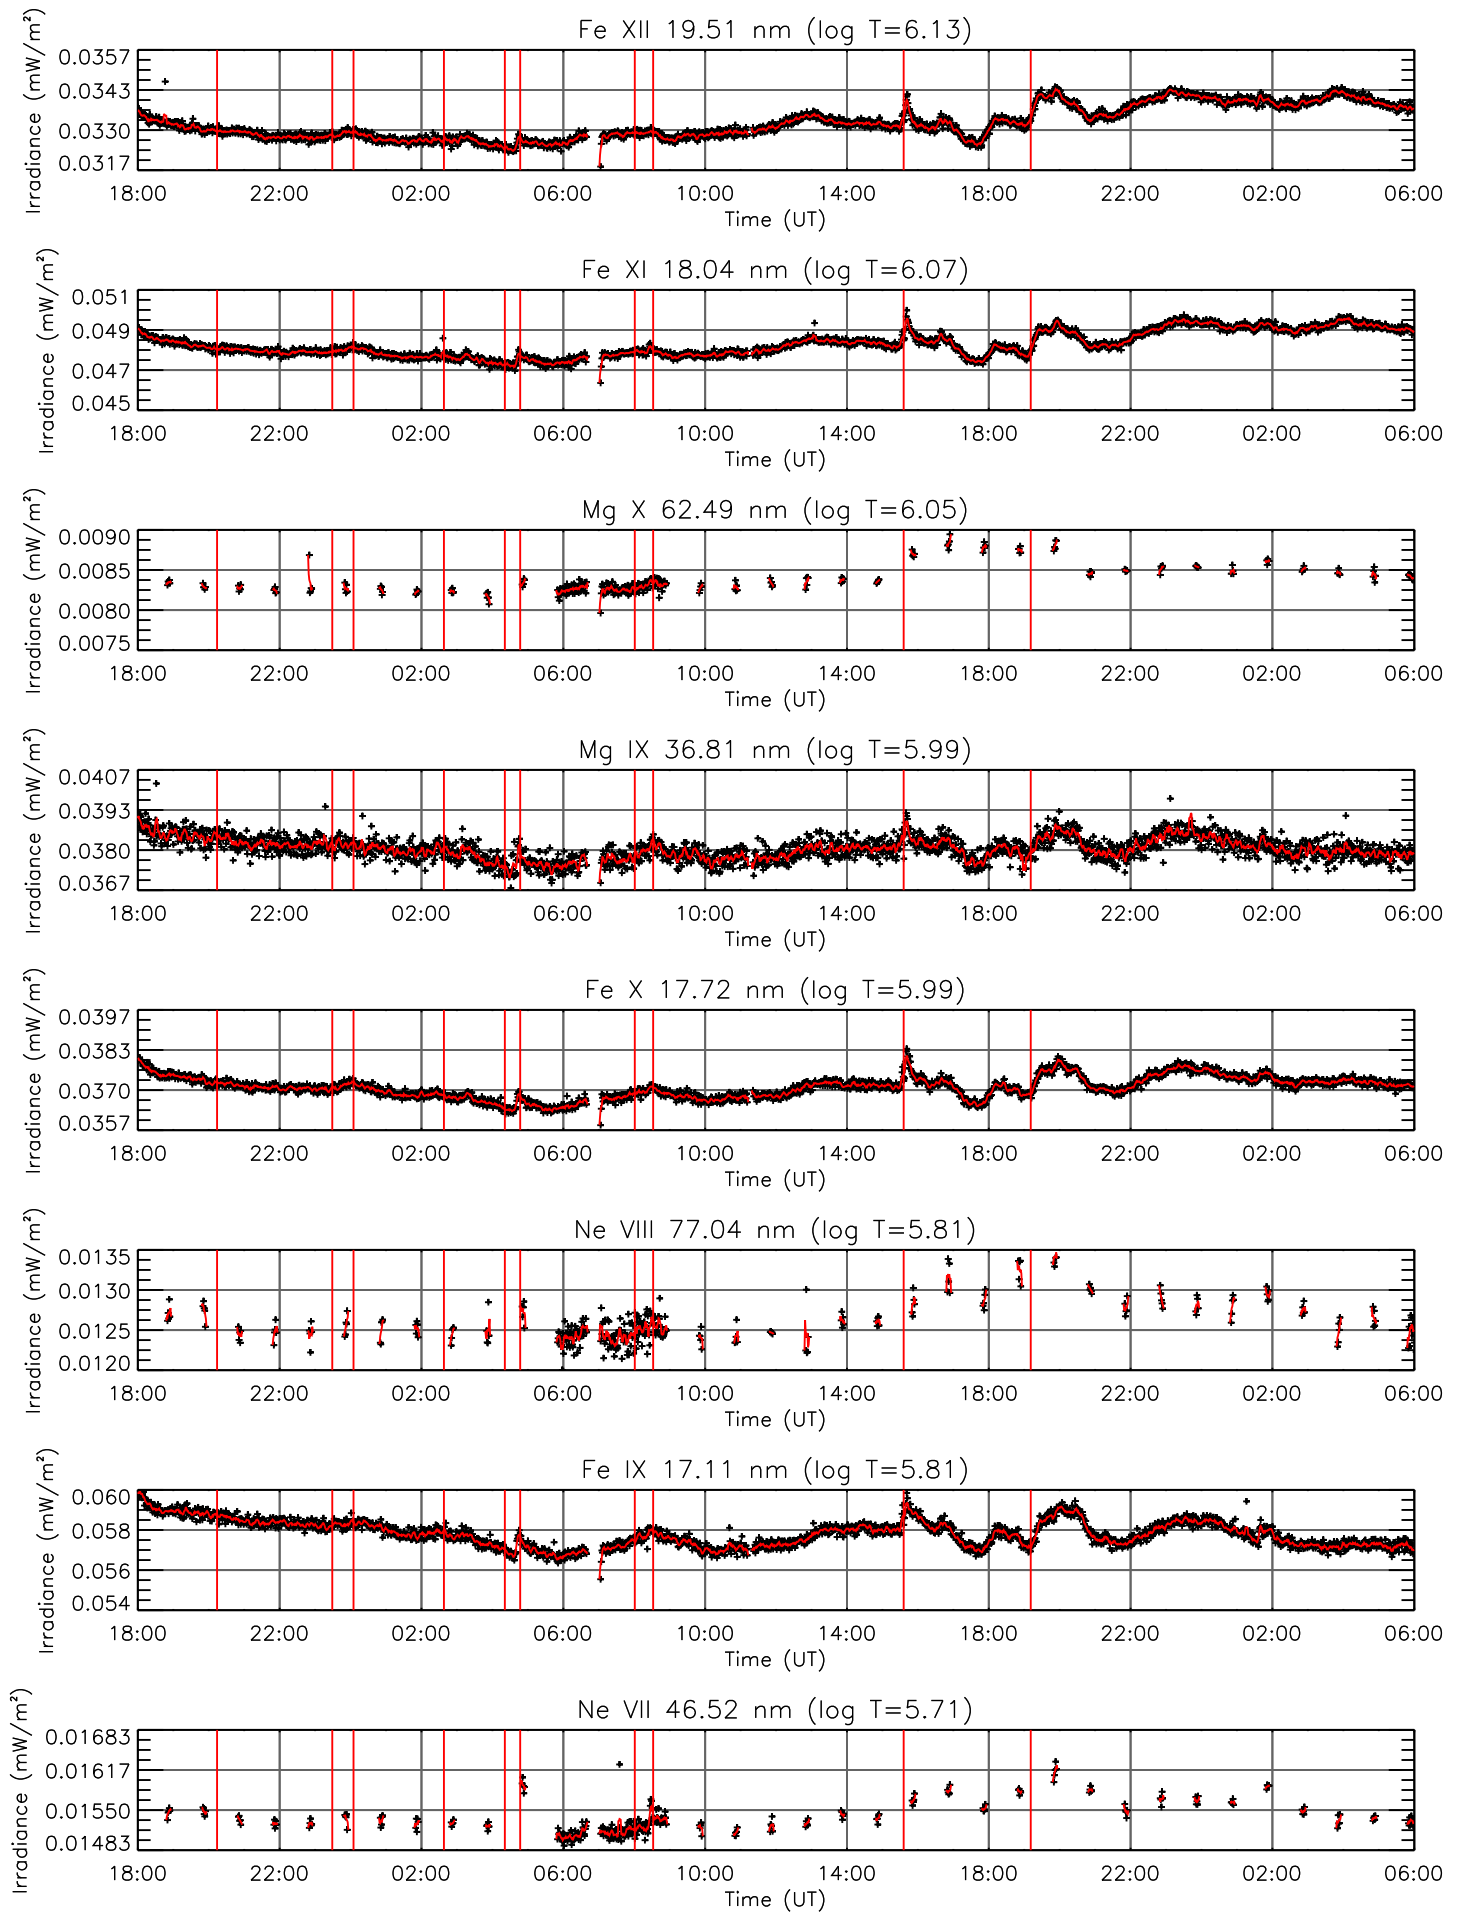 Fe XII 19.51 nm (log T=6.13)
Irradiance (mW/m²)
0.0357
0.0343
0.0330
0.0317
18:00 22:00 02:00 06:00 10:00 14:00 18:00 22:00 02:00 06:00
Time (UT)
Fe XI 18.04 nm (log T=6.07)
Irradiance (mW/m²)
0.051
0.049
0.047
0.045
18:00 22:00 02:00 06:00 10:00 14:00 18:00 22:00 02:00 06:00
Time (UT)
Mg X 62.49 nm (log T=6.05)
Irradiance (mW/m²)
0.0090
0.0085
0.0080
0.0075
18:00 22:00 02:00 06:00 10:00 14:00 18:00 22:00 02:00 06:00
Time (UT)
Mg IX 36.81 nm (log T=5.99)
Irradiance (mW/m²)
0.0407
0.0393
0.0380
0.0367
18:00 22:00 02:00 06:00 10:00 14:00 18:00 22:00 02:00 06:00
Time (UT)
Fe X 17.72 nm (log T=5.99)
Irradiance (mW/m²)
0.0397
0.0383
0.0370
0.0357
18:00 22:00 02:00 06:00 10:00 14:00 18:00 22:00 02:00 06:00
Time (UT)
Ne VIII 77.04 nm (log T=5.81)
Irradiance (mW/m²)
0.0135
0.0130
0.0125
0.0120
18:00 22:00 02:00 06:00 10:00 14:00 18:00 22:00 02:00 06:00
Time (UT)
Fe IX 17.11 nm (log T=5.81)
Irradiance (mW/m²)
0.060
0.058
0.056
0.054
18:00 22:00 02:00 06:00 10:00 14:00 18:00 22:00 02:00 06:00
Time (UT)
Ne VII 46.52 nm (log T=5.71)
Irradiance (mW/m²)
0.01683
0.01617
0.01550
0.01483
18:00 22:00 02:00 06:00 10:00 14:00 18:00 22:00 02:00 06:00
Time (UT)